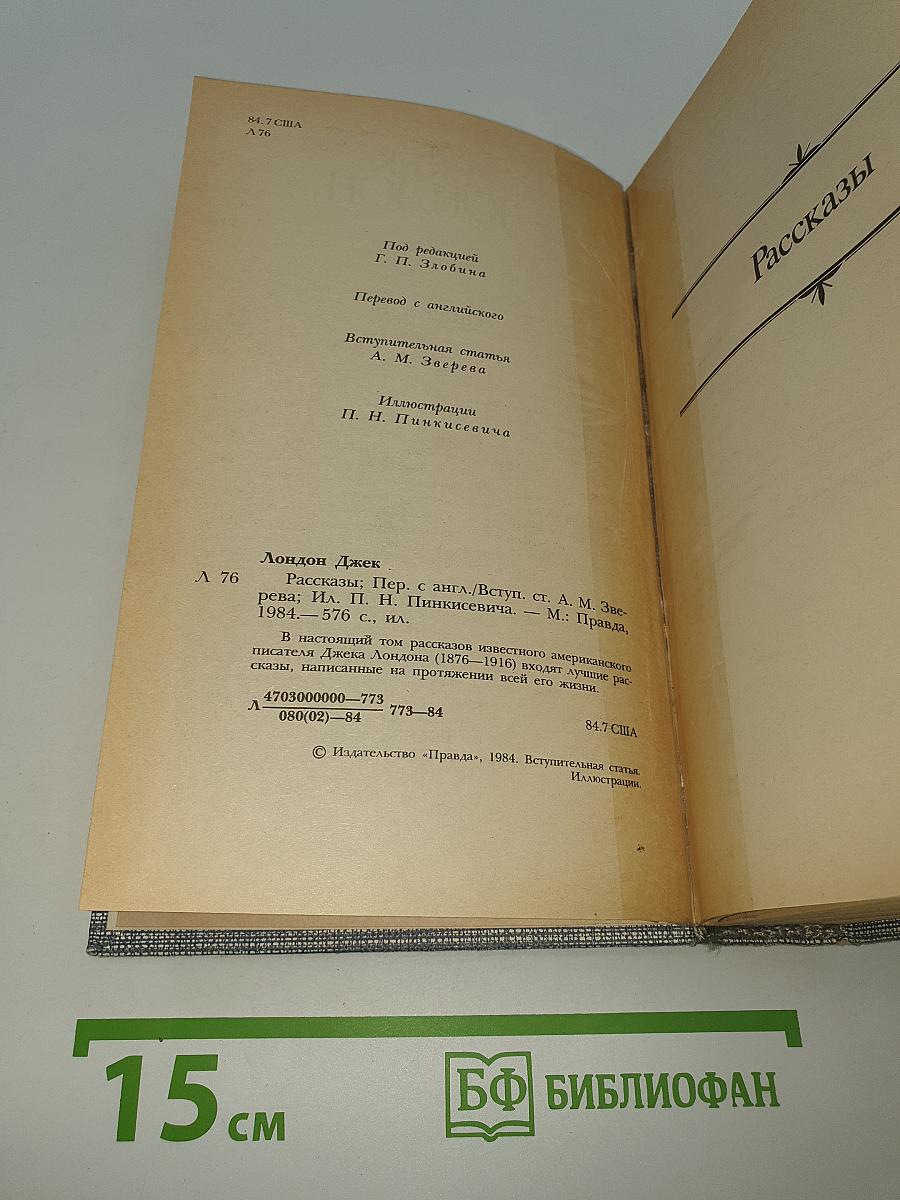 84.7 США
Л 76
Под редакцией
Г. П. Злобина
Перевод с английского
Вступительная статья
А. М. Зверева
Иллюстрации
П. Н. Пинкисевича
Лондон Джек
Л 76 Рассказы; Пер. с англ./Вступ. ст. А. М. Зве-
рева; Ил. П. Н. Пинкисевича. — М.: Правда,
1984.— 576 с., ил.
В настоящий том рассказов известного американского
писателя Джека Лондона (1876—1916) входят лучшие рас-
сказы, написанные на протяжении всей его жизни.
Л 4703000000—773
080(02)—84 773—84
84.7 США
© Издательство «Правда», 1984. Вступительная статья.
Иллюстрации.
Рассказы
15 см
БФ БИБЛИОФАН